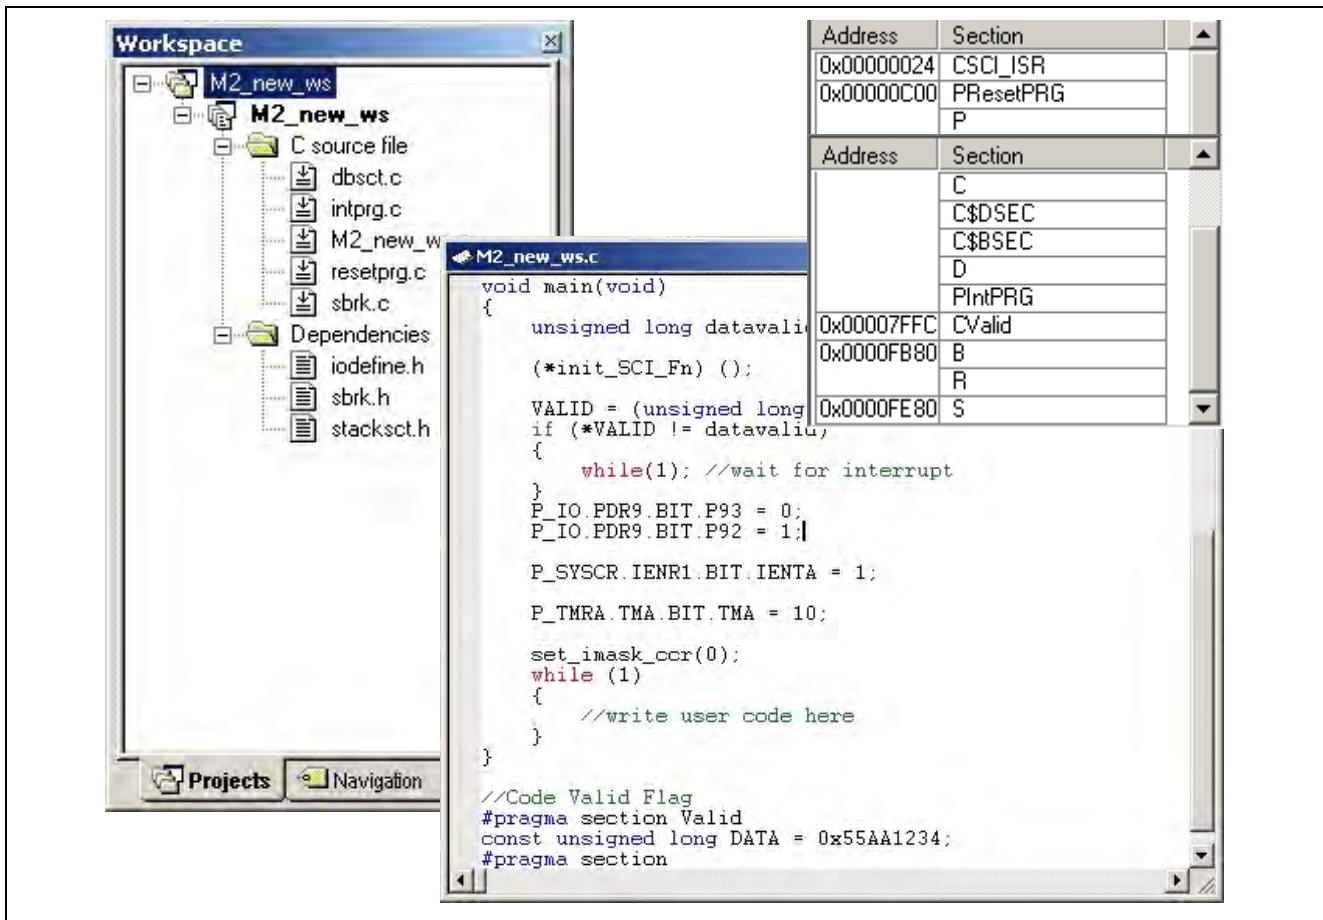 Workspace
M2_new_ws
M2_new_ws
C source file
dbsct.c
intprg.c
M2_new_w
resetprg.c
sbrk.c
Dependencies
iodefine.h
sbrk.h
stacksct.h
Projects
Navigation
Address Section
0x00000024 CSCI_ISR
0x00000C00 PResetPRG
P
Address Section
C
C$DSEC
C$BSEC
D
PIntPRG
0x00007FFC CValid
0x0000FB80 B
R
0x0000FE80 S
M2_new_ws.c
void main(void)
{
unsigned long datavalid
(*init_SCI_Fn) ();
VALID = (unsigned long
if (*VALID != datavalid)
{
while(1); //wait for interrupt
}
P_IO.PDR9.BIT.P93 = 0;
P_IO.PDR9.BIT.P92 = 1;
P_SYSCR.IENR1.BIT.IENTA = 1;
P_TMRA.TMA.BIT.TMA = 10;
set_imask_ccr(0);
while (1)
{
//write user code here
}
}
//Code Valid Flag
#pragma section Valid
const unsigned long DATA = 0x55AA1234;
#pragma section